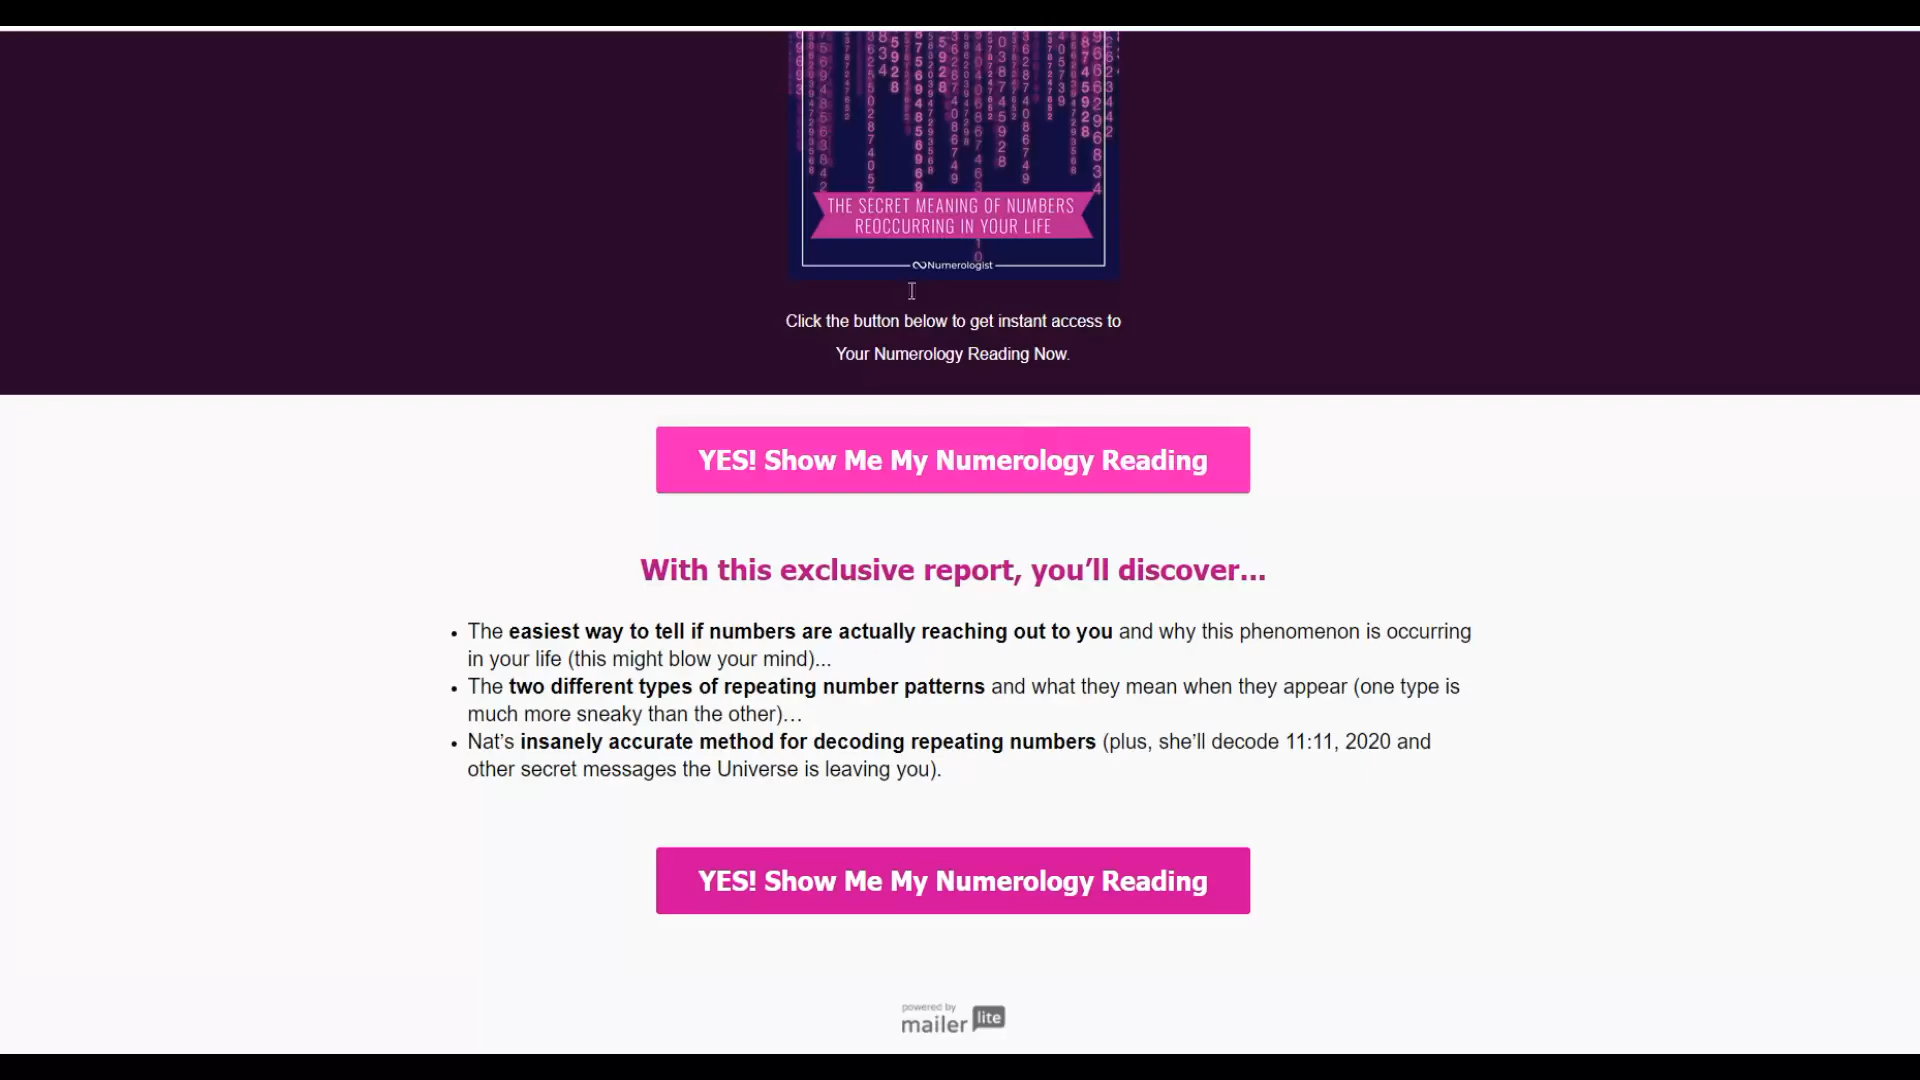 THE SECRET MEANING OF NUMBERS
REOCCURRING IN YOUR LIFE
Numerologist
Click the button below to get instant access to
Your Numerology Reading Now.
YES! Show Me My Numerology Reading
With this exclusive report, you’ll discover...
• The easiest way to tell if numbers are actually reaching out to you and why this phenomenon is occurring
in your life (this might blow your mind)...
• The two different types of repeating number patterns and what they mean when they appear (one type is
much more sneaky than the other)…
• Nat’s insanely accurate method for decoding repeating numbers (plus, she’ll decode 11:11, 2020 and
other secret messages the Universe is leaving you).
YES! Show Me My Numerology Reading
powered by
mailer lite